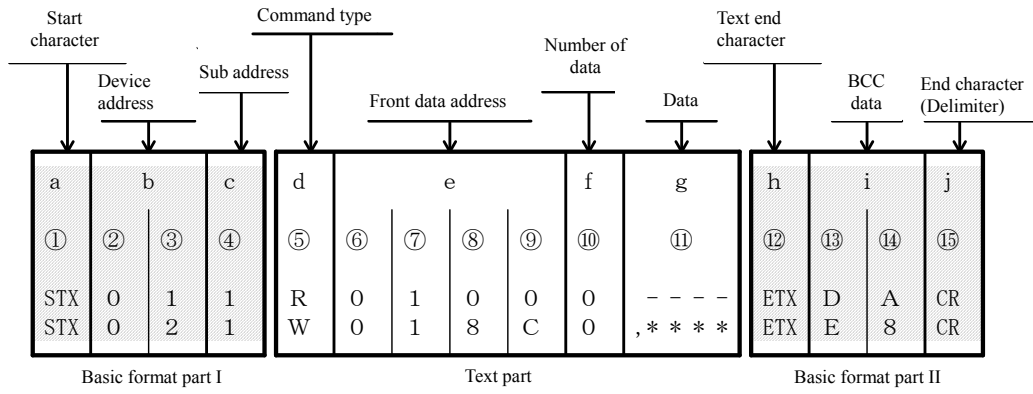 Start character
Device address
Sub address
Command type
Front data address
Number of data
Data
Text end character
BCC data
End character (Delimiter)
a b c d e f g h i j
① ② ③ ④ ⑤ ⑥ ⑦ ⑧ ⑨ ⑩ ⑪ ⑫ ⑬ ⑭ ⑮
STX 0 1 1 R 0 1 0 0 0 - - - - ETX D A CR
STX 0 2 1 W 0 1 8 C 0 ,* * * * ETX E 8 CR
Basic format part I Text part Basic format part II